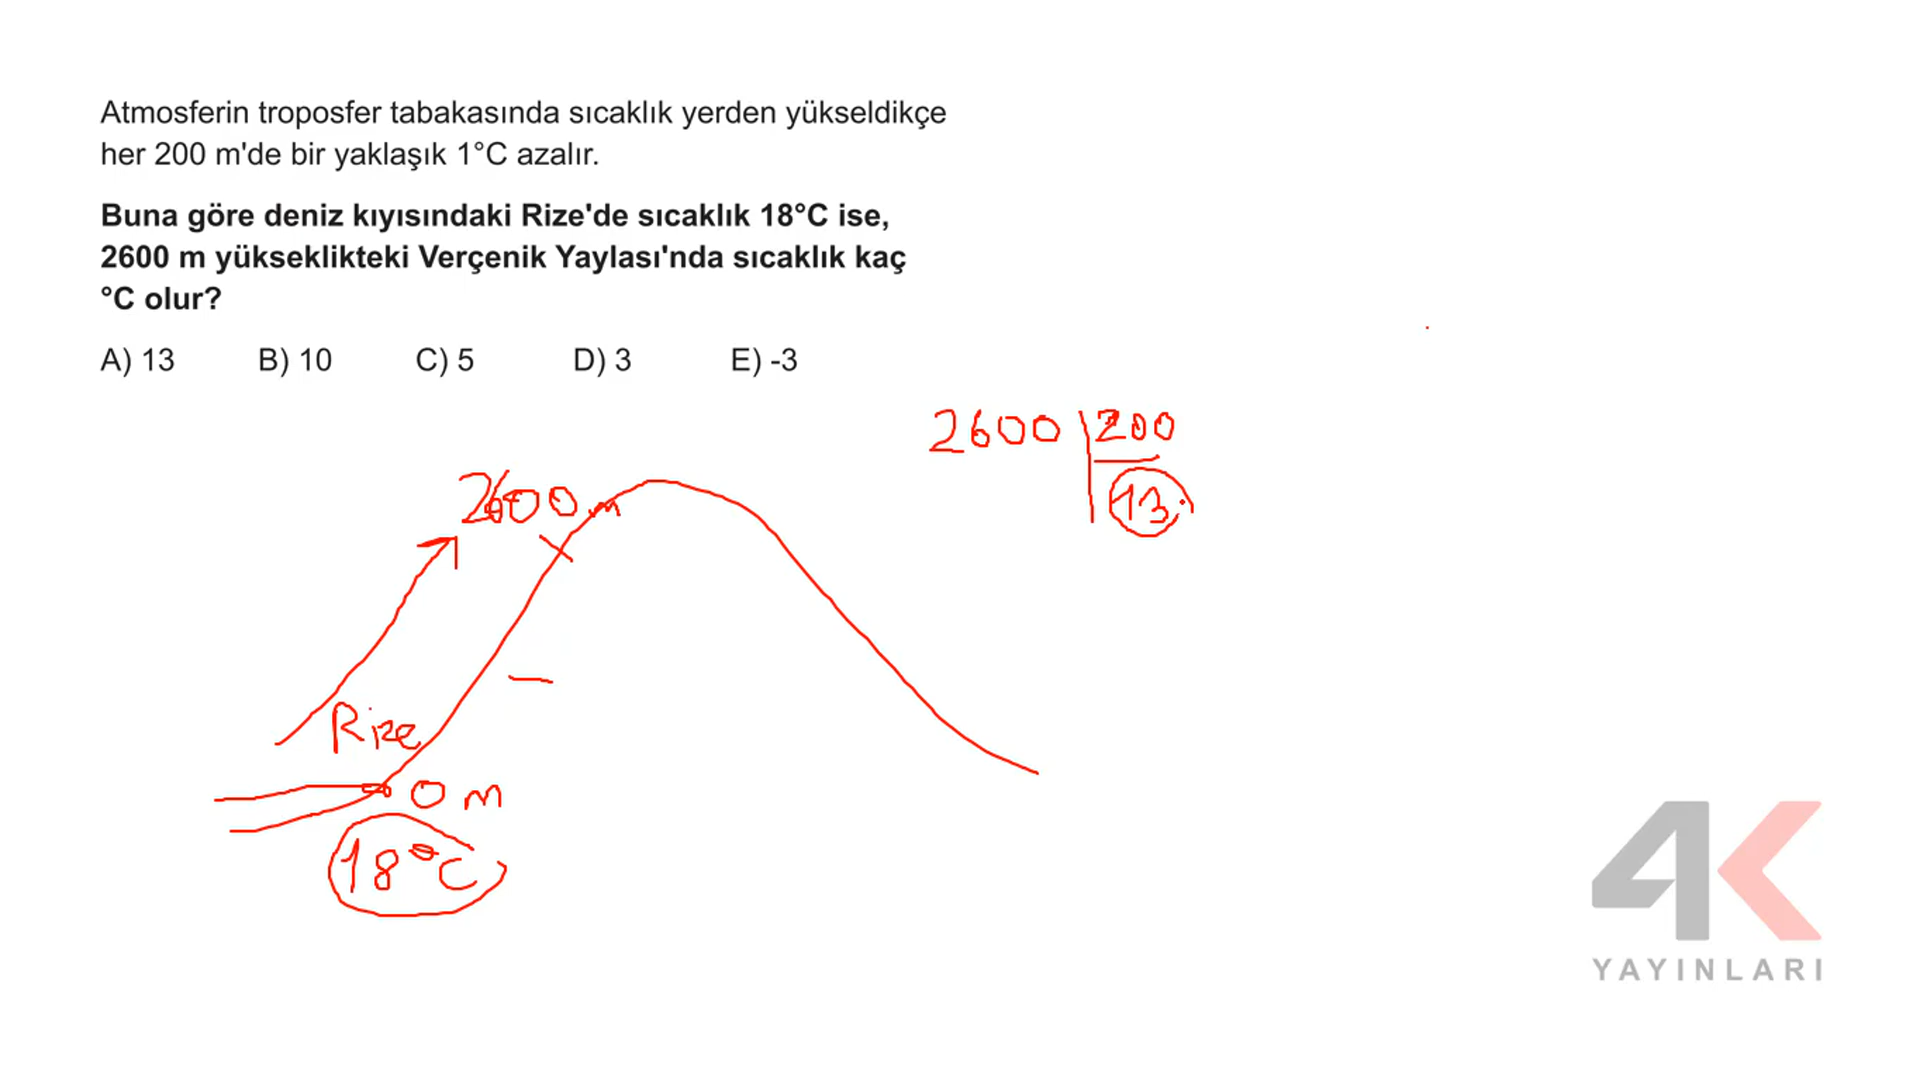 Atmosferin troposfer tabakasında sıcaklık yerden yükseldikçe
her 200 m'de bir yaklaşık 1°C azalır.
Buna göre deniz kıyısındaki Rize'de sıcaklık 18°C ise,
2600 m yükseklikteki Verçenik Yaylası'nda sıcaklık kaç
°C olur?
A) 13 B) 10 C) 5 D) 3 E) -3
2600 200
13
2600 m
Rize
0 m
18°C
4K
YAYINLARI